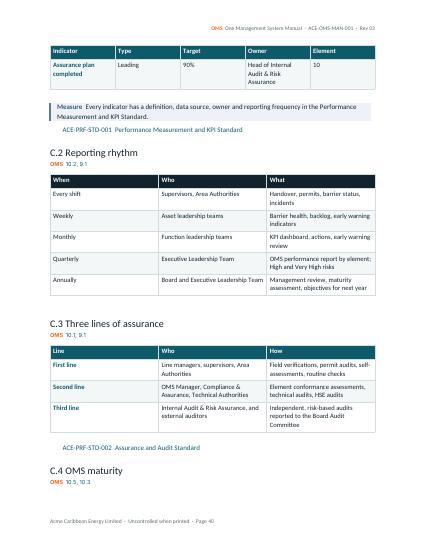 OMS One Management System Manual · ACE-OMS-MAN-001 · Rev 03
Indicator Type Target Owner Element
Assurance plan Leading 90% Head of Internal 10
completed Audit & Risk
Assurance
Measure Every indicator has a definition, data source, owner and reporting frequency in the Performance
Measurement and KPI Standard.
ACE-PRF-STD-001 Performance Measurement and KPI Standard
C.2 Reporting rhythm
OMS 10.2, 9.1
When Who What
Every shift Supervisors, Area Authorities Handover, permits, barrier status,
incidents
Weekly Asset leadership teams Barrier health, backlog, early warning
indicators
Monthly Function leadership teams KPI dashboard, actions, early warning
review
Quarterly Executive Leadership Team OMS performance report by element;
High and Very High risks
Annually Board and Executive Leadership Team Management review, maturity
assessment, objectives for next year
C.3 Three lines of assurance
OMS 10.1, 9.1
Line Who How
First line Line managers, supervisors, Area Field verifications, permit audits, self-
Authorities assessments, routine checks
Second line OMS Manager, Compliance & Element conformance assessments,
Assurance, Technical Authorities technical audits, HSE audits
Third line Internal Audit & Risk Assurance, and Independent, risk-based audits
external auditors reported to the Board Audit
Committee
ACE-PRF-STD-002 Assurance and Audit Standard
C.4 OMS maturity
OMS 10.5, 10.3
Acme Caribbean Energy Limited · Uncontrolled when printed · Page 40